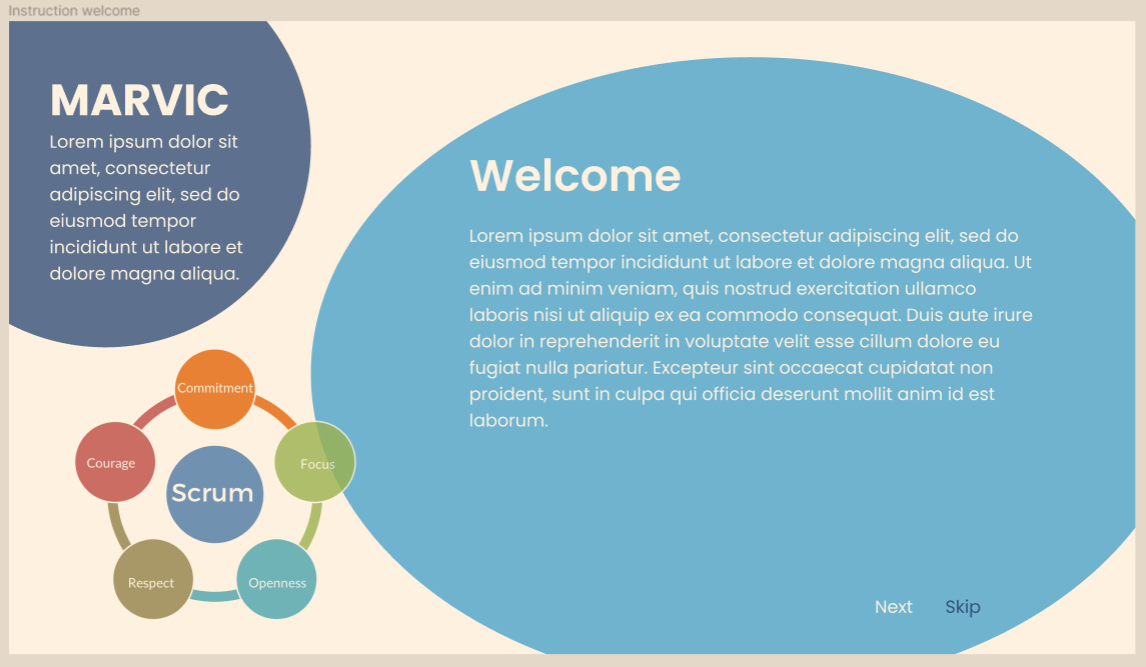 Instruction welcome
MARVIC
Lorem ipsum dolor sit
amet, consectetur
adipiscing elit, sed do
eiusmod tempor
incididunt ut labore et
dolore magna aliqua.
Welcome
Lorem ipsum dolor sit amet, consectetur adipiscing elit, sed do
eiusmod tempor incididunt ut labore et dolore magna aliqua. Ut
enim ad minim veniam, quis nostrud exercitation ullamco
laboris nisi ut aliquip ex ea commodo consequat. Duis aute irure
dolor in reprehenderit in voluptate velit esse cillum dolore eu
fugiat nulla pariatur. Excepteur sint occaecat cupidatat non
proident, sunt in culpa qui officia deserunt mollit anim id est
laborum.
Commitment
Courage
Focus
Scrum
Respect
Openness
Next
Skip